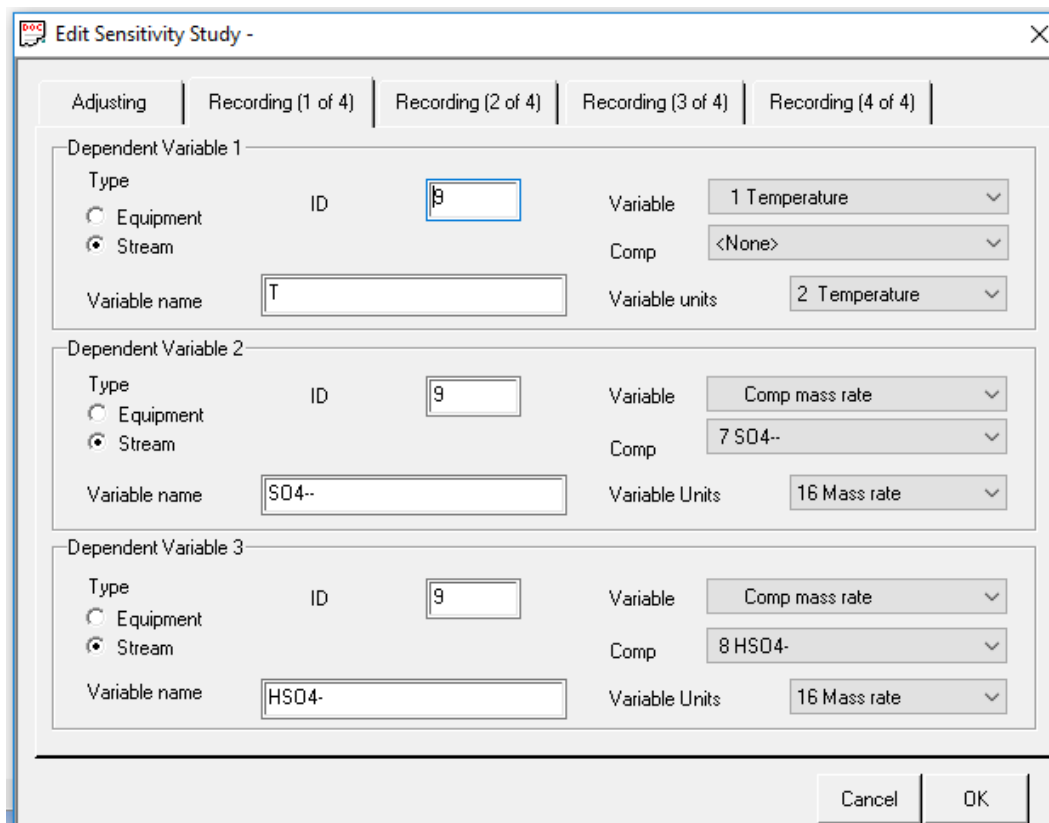 DOC Edit Sensitivity Study -
Adjusting Recording (1 of 4) Recording (2 of 4) Recording (3 of 4) Recording (4 of 4)
Dependent Variable 1
Type
ID 9 Variable 1 Temperature
Equipment
Stream
Comp <None>
Variable name T Variable units 2 Temperature
Dependent Variable 2
Type
ID 9 Variable Comp mass rate
Equipment
Stream
Comp 7 SO4--
Variable name SO4-- Variable Units 16 Mass rate
Dependent Variable 3
Type
ID 9 Variable Comp mass rate
Equipment
Stream
Comp 8 HSO4-
Variable name HSO4- Variable Units 16 Mass rate
Cancel OK